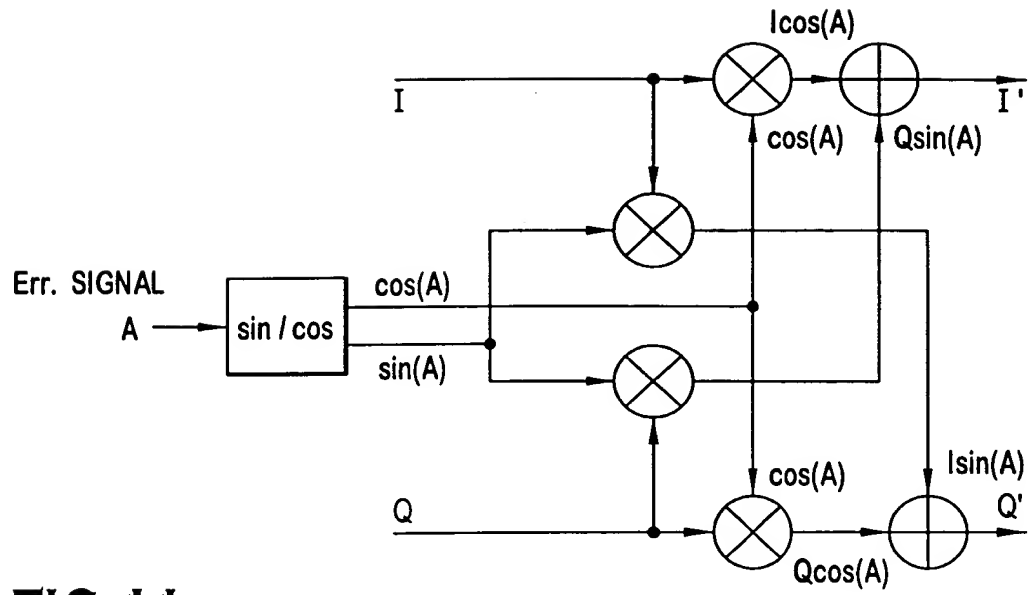 Icos(A)
I
I'
cos(A)
Qsin(A)
Err. SIGNAL
A
sin / cos
cos(A)
sin(A)
cos(A)
Isin(A)
Q
Q'
Qcos(A)